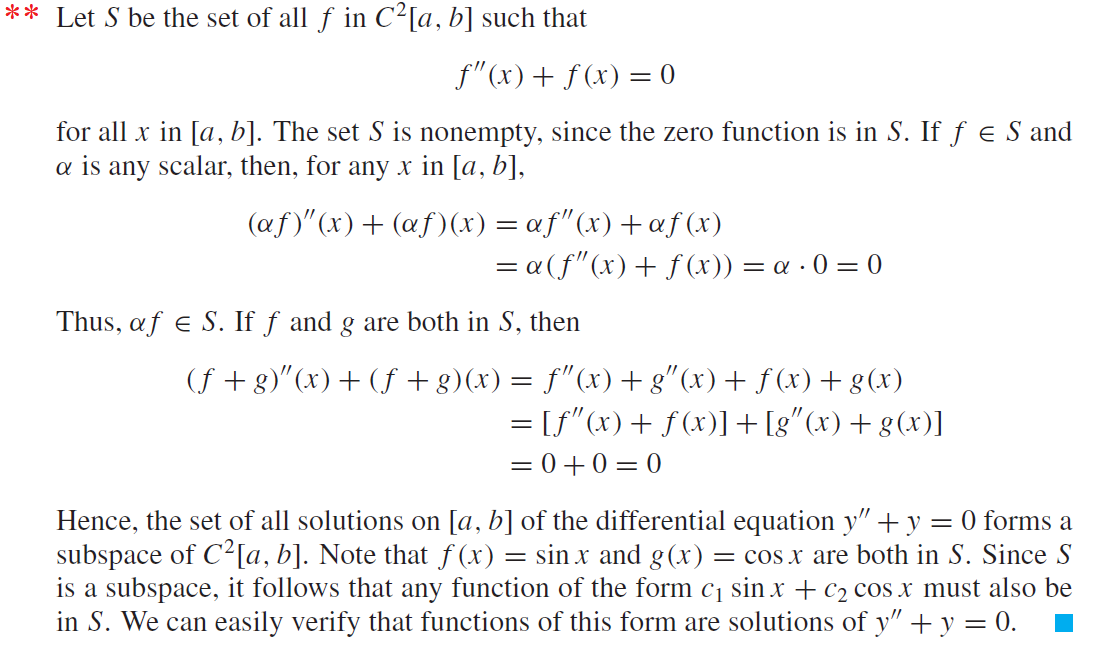 ** Let S be the set of all f in C²[a, b] such that
f″(x) + f(x) = 0
for all x in [a, b]. The set S is nonempty, since the zero function is in S. If f ∈ S and
α is any scalar, then, for any x in [a, b],
(αf)″(x) + (αf)(x) = αf″(x) + αf(x)
= α(f″(x) + f(x)) = α · 0 = 0
Thus, αf ∈ S. If f and g are both in S, then
(f + g)″(x) + (f + g)(x) = f″(x) + g″(x) + f(x) + g(x)
= [f″(x) + f(x)] + [g″(x) + g(x)]
= 0 + 0 = 0
Hence, the set of all solutions on [a, b] of the differential equation y″ + y = 0 forms a
subspace of C²[a, b]. Note that f(x) = sin x and g(x) = cos x are both in S. Since S
is a subspace, it follows that any function of the form c₁ sin x + c₂ cos x must also be
in S. We can easily verify that functions of this form are solutions of y″ + y = 0.